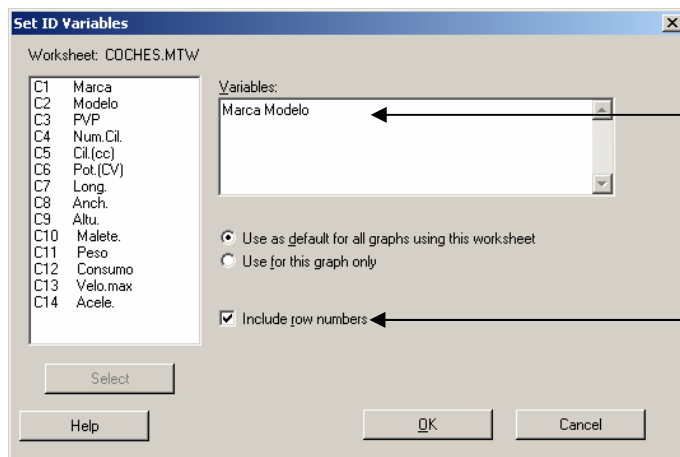 Set ID Variables
Worksheet: COCHES.MTW
C1 Marca
C2 Modelo
C3 PVP
C4 Num.Cil.
C5 Cil.(cc)
C6 Pot.(CV)
C7 Long.
C8 Anch.
C9 Altu.
C10 Malete.
C11 Peso
C12 Consumo
C13 Velo.max
C14 Acele.
Variables:
Marca Modelo
Use as default for all graphs using this worksheet
Use for this graph only
Include row numbers
Select
Help
OK
Cancel